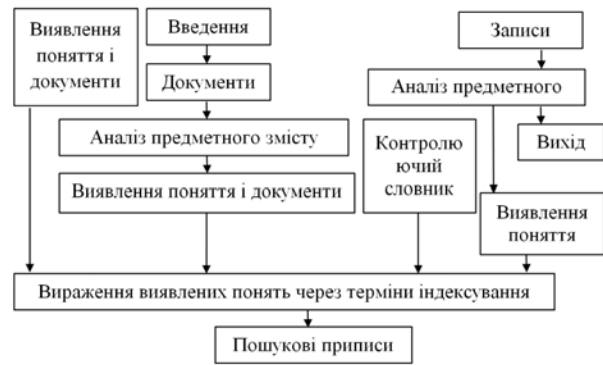 Виявлення
поняття і
документи
Введення
Документи
Аналіз предметного змісту
Виявлення поняття і документи
Контролю
ючий
словник
Записи
Аналіз предметного
Вихід
Виявлення
поняття
Вираження виявлених понять через терміни індексування
Пошукові приписи